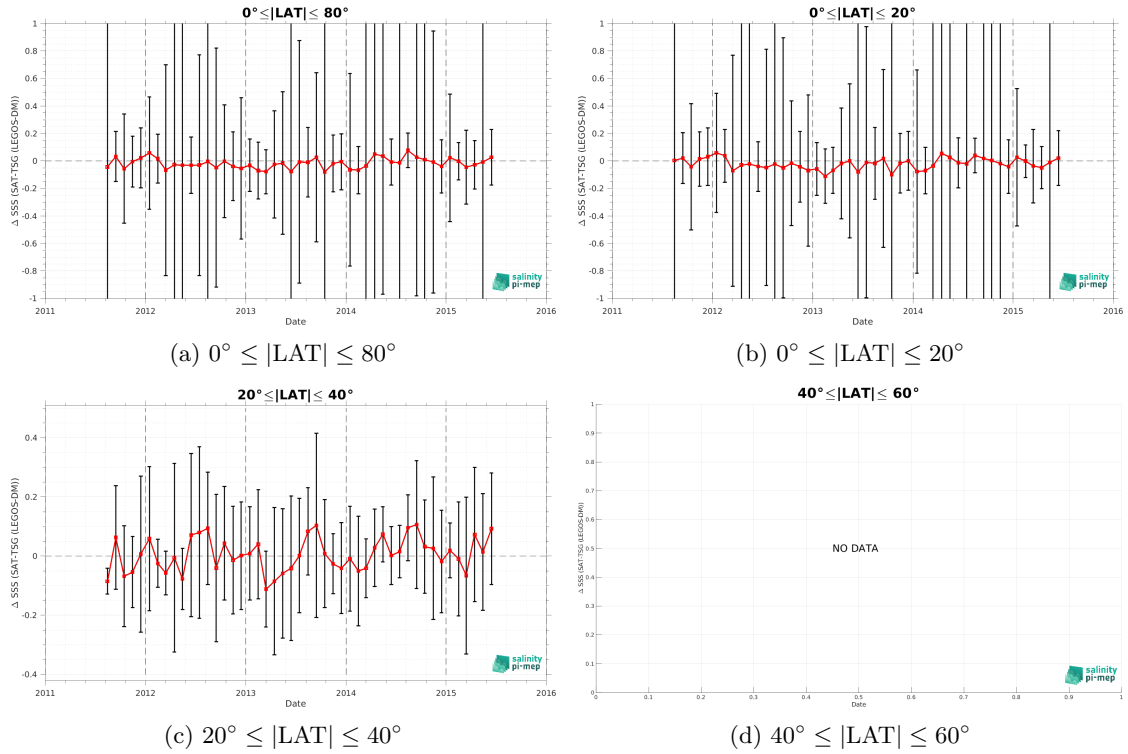 0°≤|LAT|≤ 80°
Δ SSS (SAT-TSG (LEGOS-DM))
1
0.8
0.6
0.4
0.2
0
-0.2
-0.4
-0.6
-0.8
-1
2011 2012 2013 2014 2015 2016
Date
salinity
pi-mep
(a) 0° ≤ |LAT| ≤ 80°
0°≤|LAT|≤ 20°
Δ SSS (SAT-TSG (LEGOS-DM))
1
0.8
0.6
0.4
0.2
0
-0.2
-0.4
-0.6
-0.8
-1
2011 2012 2013 2014 2015 2016
Date
salinity
pi-mep
(b) 0° ≤ |LAT| ≤ 20°
20°≤|LAT|≤ 40°
Δ SSS (SAT-TSG (LEGOS-DM))
0.4
0.2
0
-0.2
-0.4
2011 2012 2013 2014 2015 2016
Date
salinity
pi-mep
(c) 20° ≤ |LAT| ≤ 40°
40°≤|LAT|≤ 60°
Δ SSS (SAT-TSG (LEGOS-DM))
1
0.9
0.8
0.7
0.6
0.5
0.4
0.3
0.2
0.1
0
NO DATA
0 0.1 0.2 0.3 0.4 0.5 0.6 0.7 0.8 0.9 1
Date
salinity
pi-mep
(d) 40° ≤ |LAT| ≤ 60°